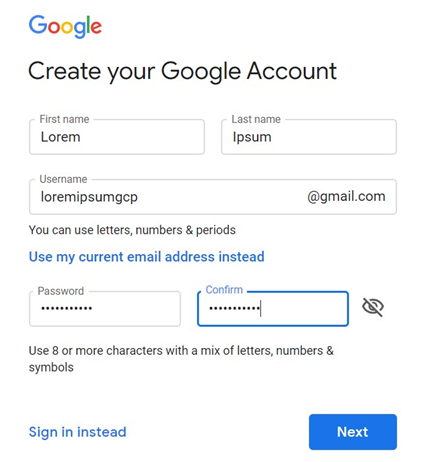 Google
Create your Google Account
First name
Last name
Lorem
Ipsum
Username
loremipsumgcp
@gmail.com
You can use letters, numbers & periods
Use my current email address instead
Password
Confirm
•••••••••••
•••••••••••
Use 8 or more characters with a mix of letters, numbers &
symbols
Sign in instead
Next